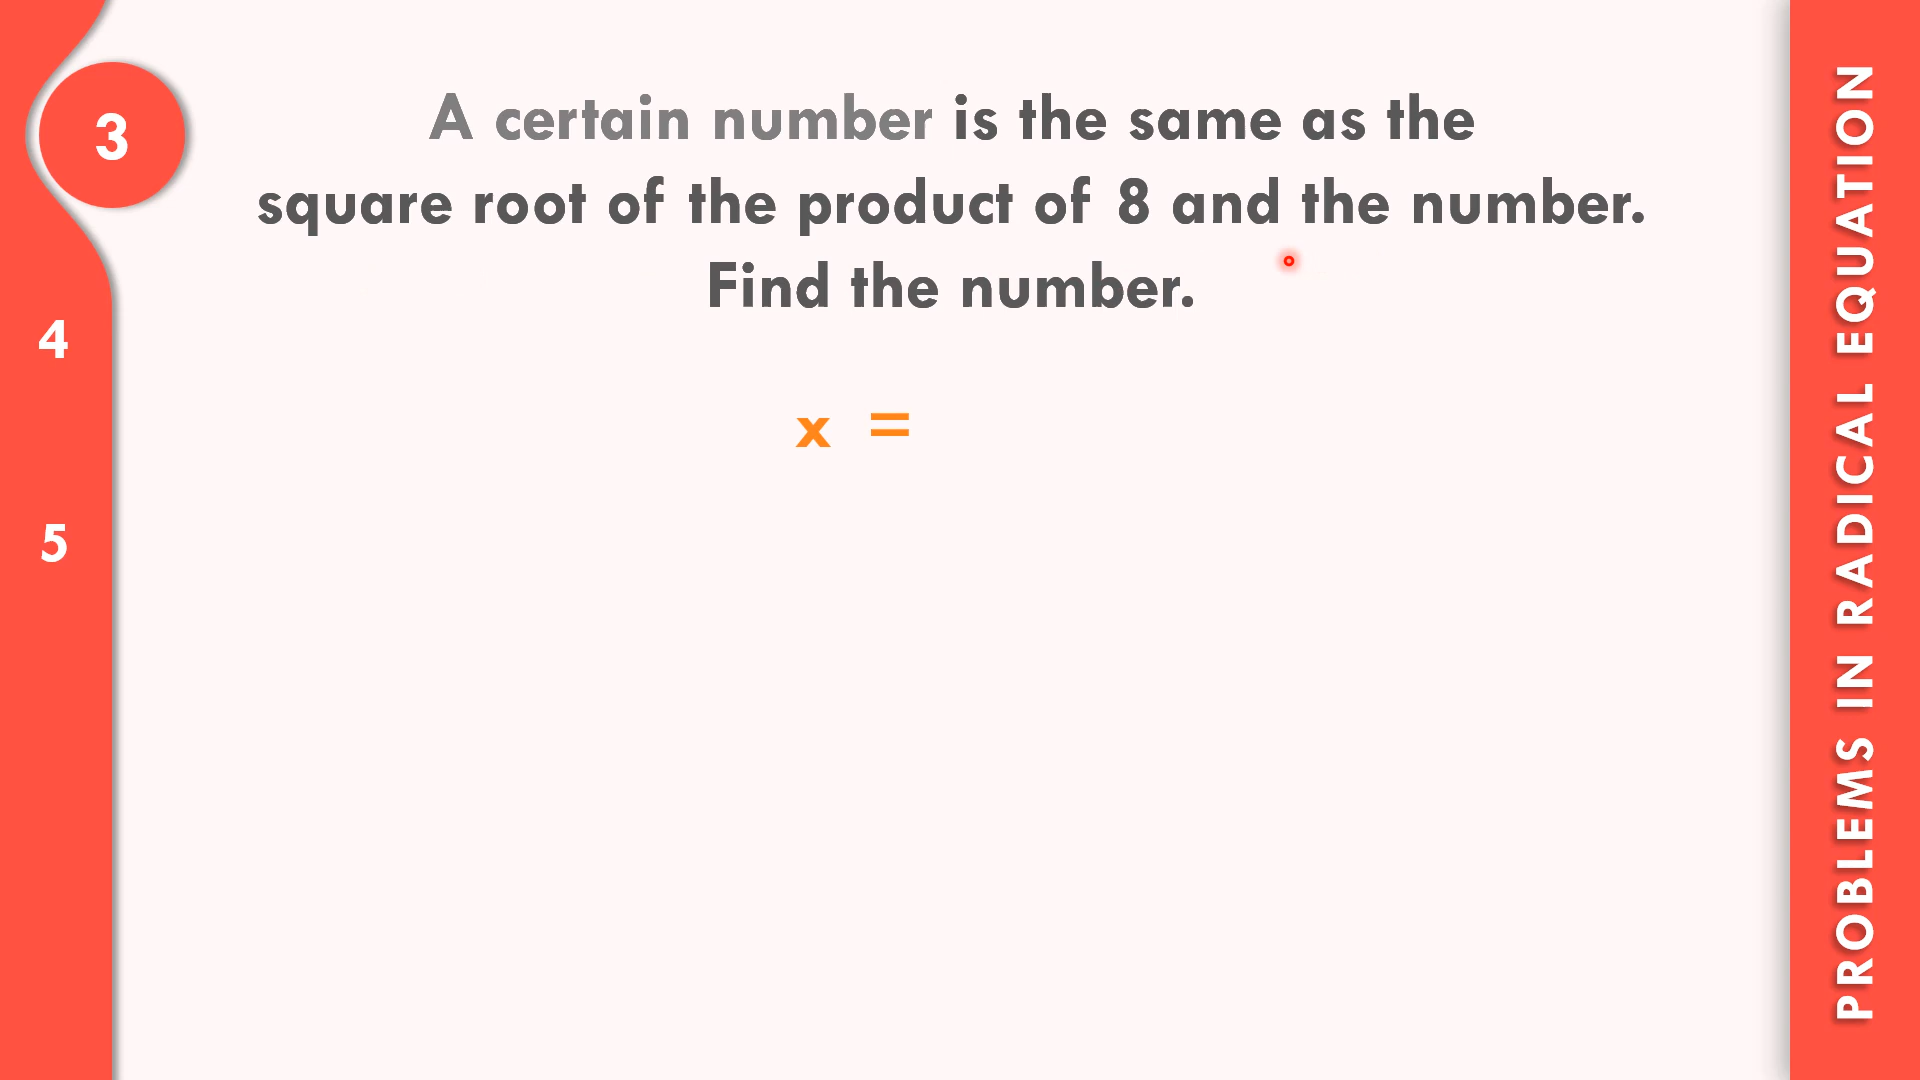 3
A certain number is the same as the
square root of the product of 8 and the number.
Find the number.
x =
4
5
PROBLEMS IN RADICAL EQUATION